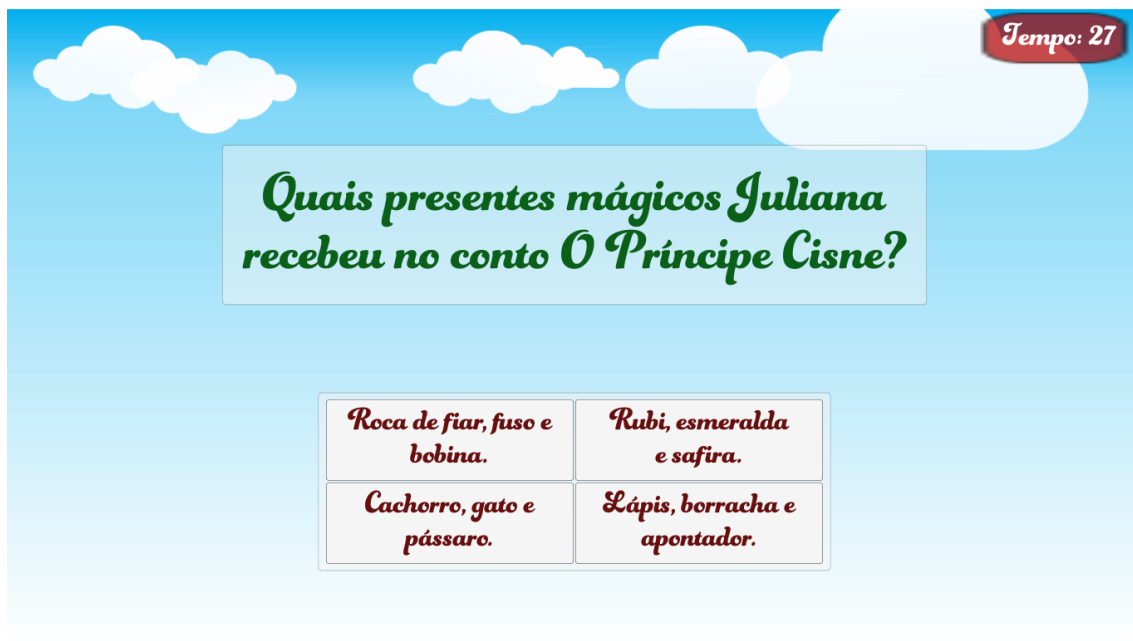 Tempo: 27
Quais presentes mágicos Juliana
recebeu no conto O Príncipe Cisne?
Roca de fiar, fuso e
bobina.
Rubi, esmeralda
e safira.
Cachorro, gato e
pássaro.
Lápis, borracha e
apontador.